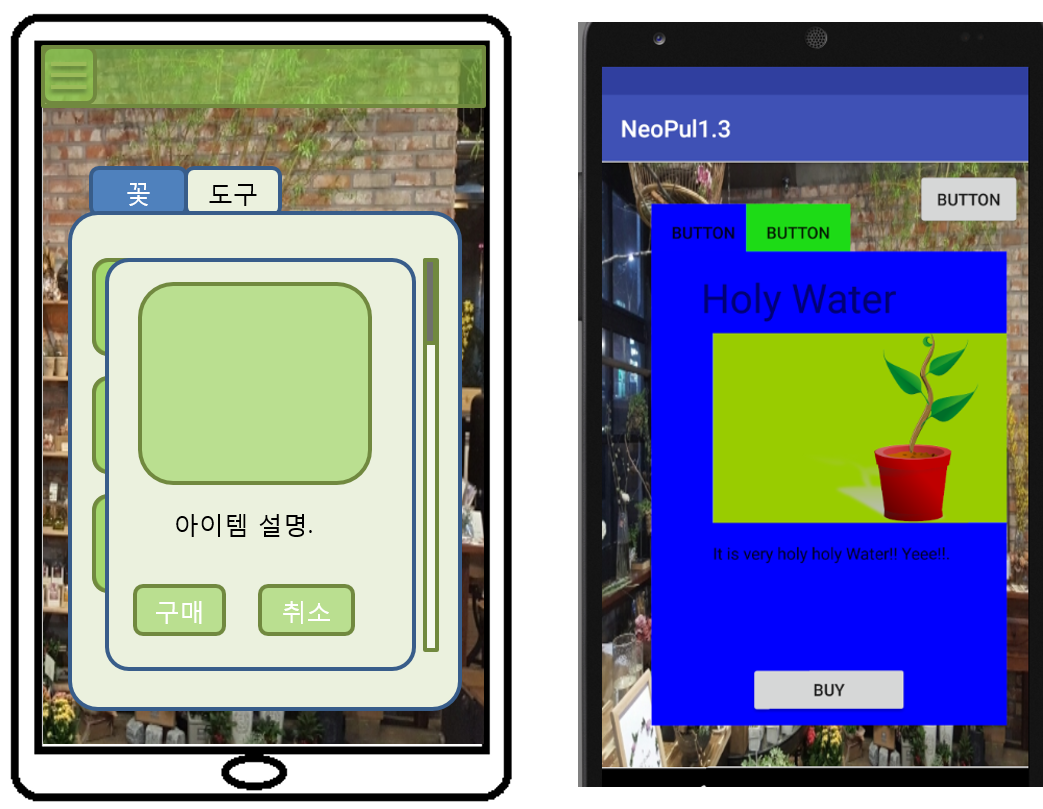 꽃
도구
아이템 설명.
구매
취소
NeoPul1.3
BUTTON
BUTTON
BUTTON
Holy Water
It is very holy holy Water!! Yeee!!.
BUY